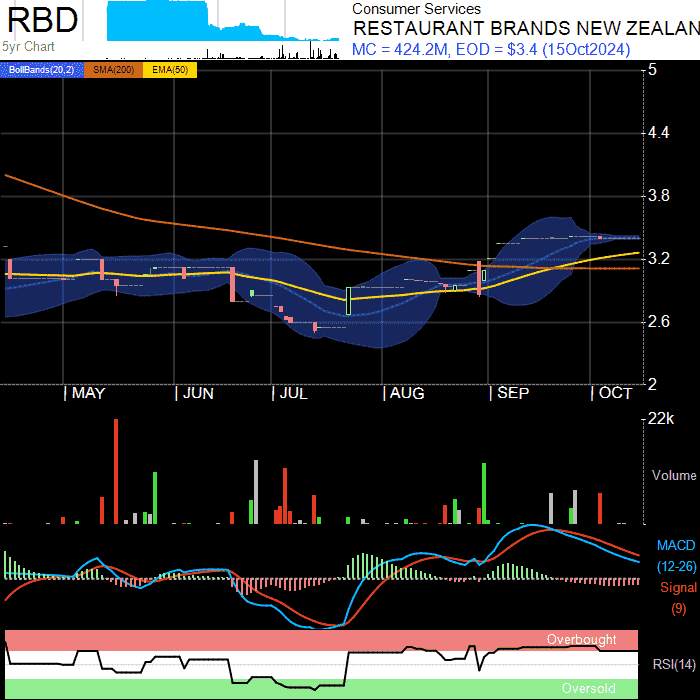 RBD
5yr Chart
Consumer Services
RESTAURANT BRANDS NEW ZEALAN
MC = 424.2M, EOD = $3.4 (15Oct2024)
BollBands(20,2) SMA(200) EMA(50)
5
4.4
3.8
3.2
2.6
2
MAY JUN JUL AUG SEP OCT
22k
Volume
MACD
(12-26)
Signal
(9)
Overbought
RSI(14)
Oversold